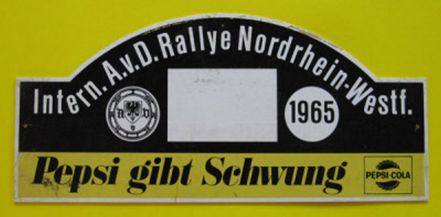 Intern. A.v.D. Rallye Nordrhein-Westf.
A D
1965
Pepsi gibt Schwung
PEPSI-COLA